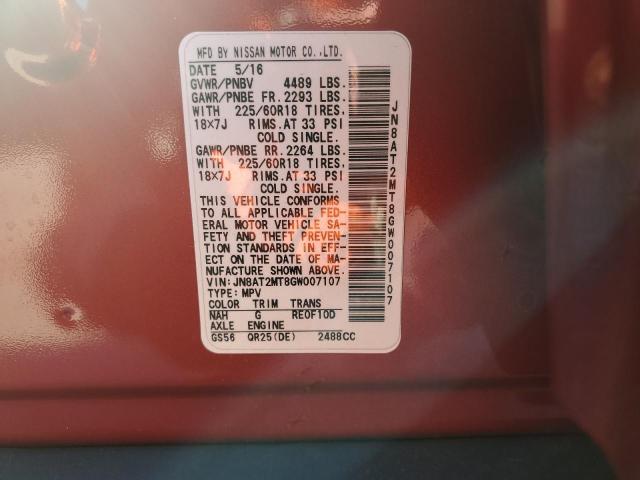 MFD BY NISSAN MOTOR CO.,LTD.
DATE 5/16
GVWR/PNBV 4489 LBS.
GAWR/PNBE FR. 2293 LBS.
WITH 225/60R18 TIRES.
18×7J RIMS. AT 33 PSI
COLD SINGLE.
GAWR/PNBE RR. 2264 LBS.
WITH 225/60R18 TIRES.
18×7J RIMS. AT 33 PSI
COLD SINGLE.
THIS VEHICLE CONFORMS
TO ALL APPLICABLE FED-
ERAL MOTOR VEHICLE SA-
FETY AND THEFT PREVEN-
TION STANDARDS IN EFF-
ECT ON THE DATE OF MA-
NUFACTURE SHOWN ABOVE.
VIN: JN8AT2MT8GW007107
TYPE: MPV
COLOR TRIM TRANS
NAH G RE0F10D
AXLE ENGINE
GS56 QR25(DE) 2488CC
JN8AT2MT8GW007107